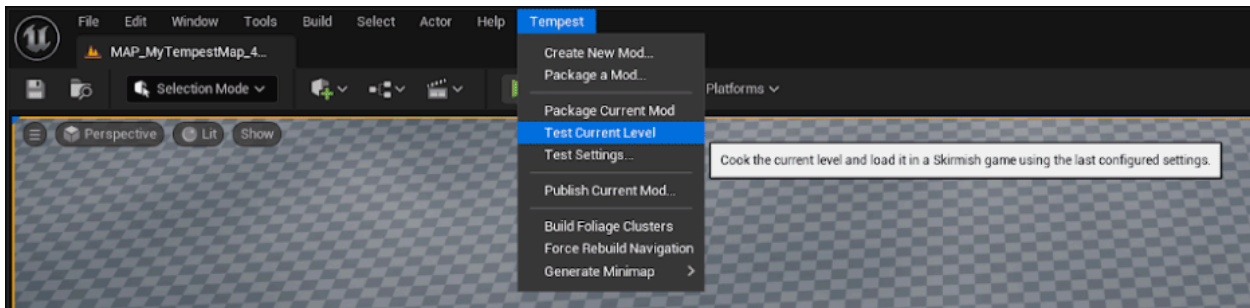 File Edit Window Tools Build Select Actor Help Tempest
MAP_MyTempestMap_4...
Selection Mode
Platforms
Perspective Lit Show
Create New Mod...
Package a Mod...
Package Current Mod
Test Current Level
Test Settings...
Publish Current Mod...
Build Foliage Clusters
Force Rebuild Navigation
Generate Minimap
Cook the current level and load it in a Skirmish game using the last configured settings.